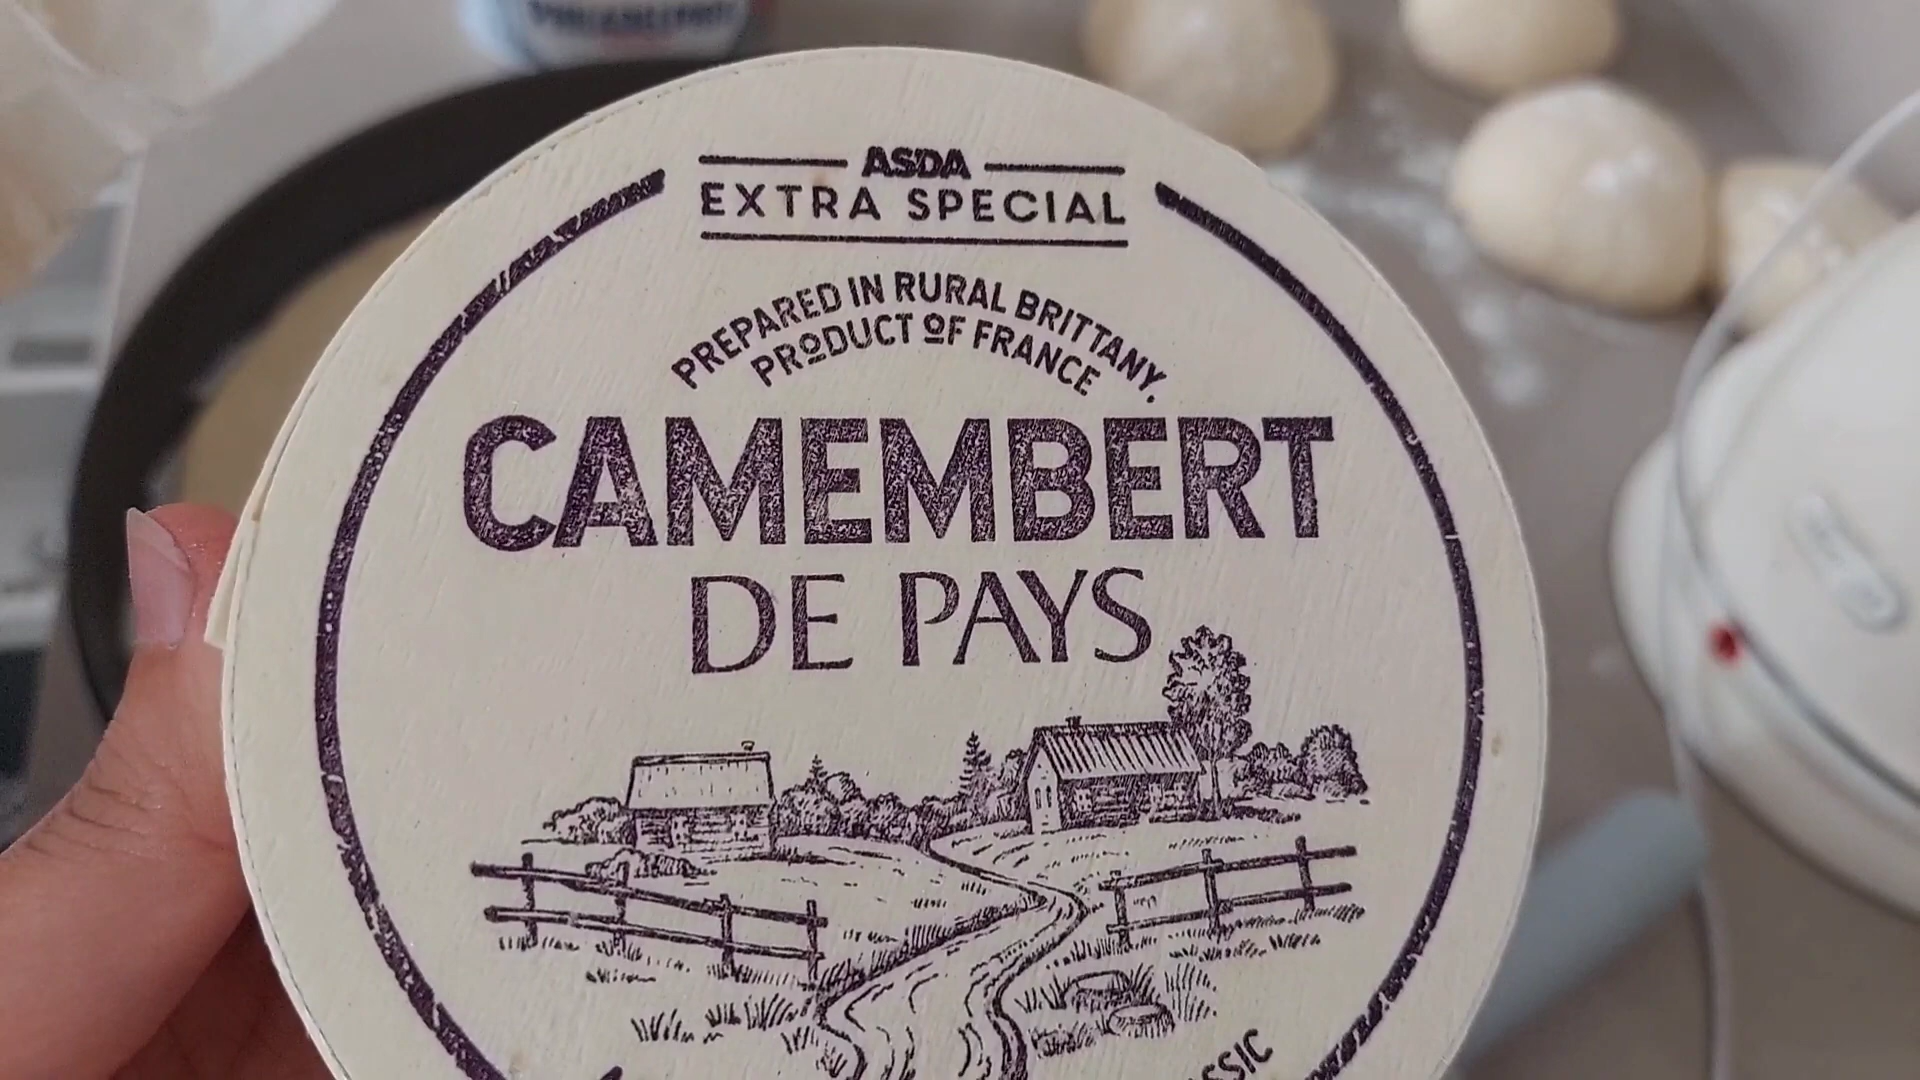 ASDA
EXTRA SPECIAL
PREPARED IN RURAL BRITTANY,
PRODUCT OF FRANCE
CAMEMBERT
DE PAYS